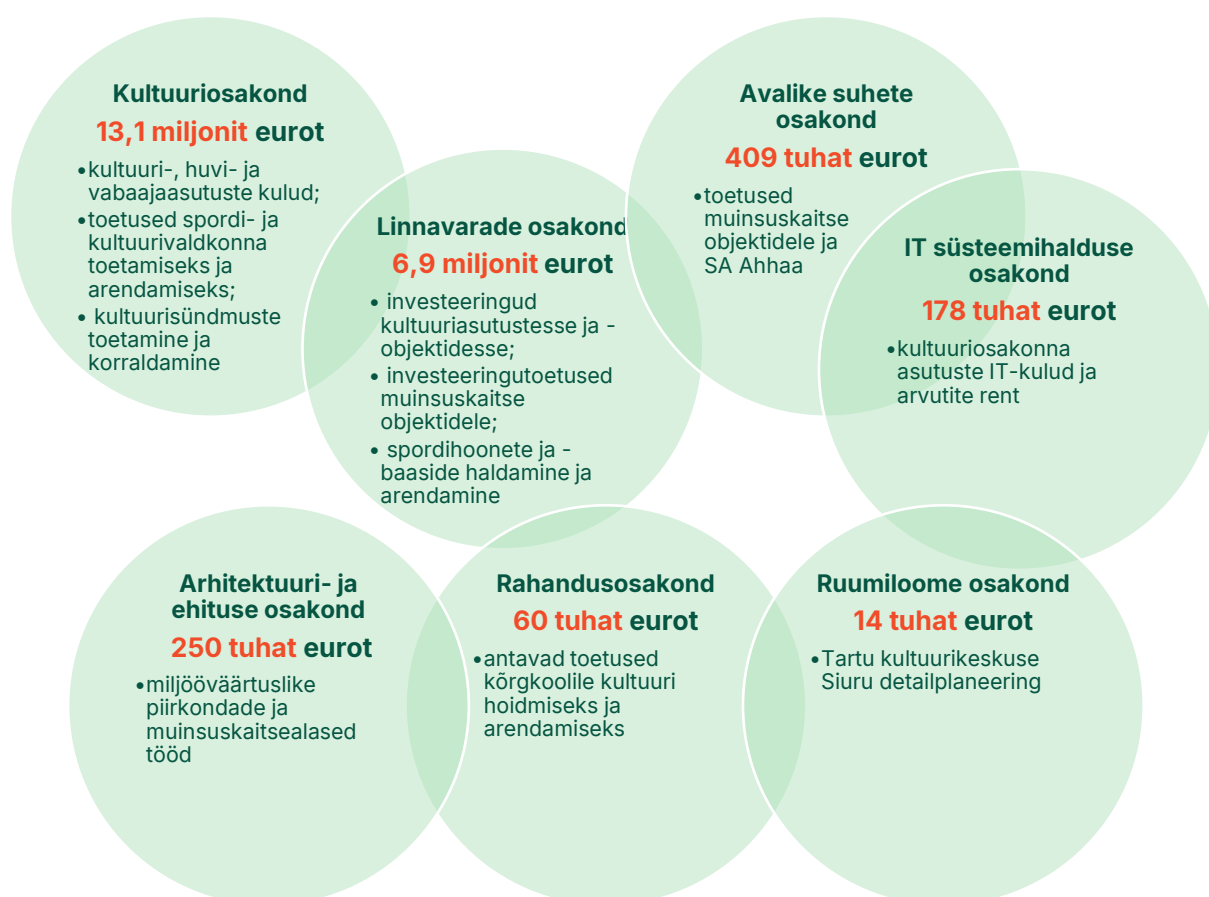 Kultuuriosakond
13,1 miljonit eurot
•kultuuri-, huvi- ja
vabaajaasutuste kulud;
•toetused spordi- ja
kultuurivaldkonna
toetamiseks ja
arendamiseks;
• kultuurisündmuste
toetamine ja
korraldamine
Linnavarade osakond
6,9 miljonit eurot
• investeeringud
kultuuriasutustesse ja -
objektidesse;
• investeeringutoetused
muinsuskaitse
objektidele;
• spordihoonete ja -
baaside haldamine ja
arendamine
Avalike suhete
osakond
409 tuhat eurot
•toetused
muinsuskaitse
objektidele ja
SA Ahhaa
IT süsteemihalduse
osakond
178 tuhat eurot
•kultuuriosakonna
asutuste IT-kulud ja
arvutite rent
Arhitektuuri- ja
ehituse osakond
250 tuhat eurot
•miljööväärtuslike
piirkondade ja
muinsuskaitsealased
tööd
Rahandusosakond
60 tuhat eurot
•antavad toetused
kõrgkoolile kultuuri
hoidmiseks ja
arendamiseks
Ruumiloome osakond
14 tuhat eurot
•Tartu kultuurikeskuse
Siuru detailplaneering